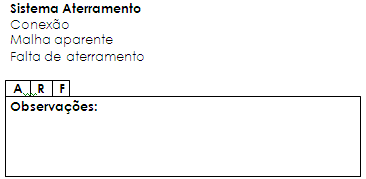 Sistema Aterramento
Conexão
Malha aparente
Falta de aterramento
A R F
Observações: